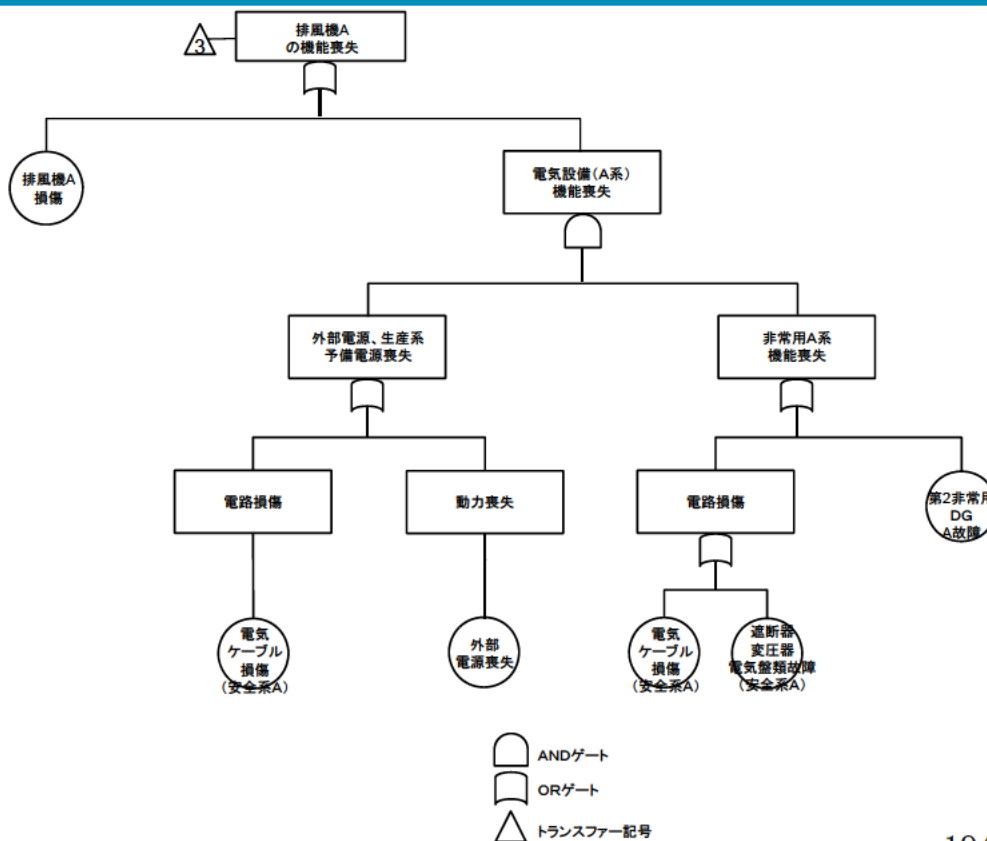 3
排風機A
の機能喪失
排風機A
損傷
電気設備(A系)
機能喪失
外部電源、生産系
予備電源喪失
非常用A系
機能喪失
電路損傷
動力喪失
電路損傷
第2非常用
DG
A故障
電気
ケーブル
損傷
(安全系A)
外部
電源喪失
電気
ケーブル
損傷
(安全系A)
遮断器
変圧器
電気盤類故障
(安全系A)
ANDゲート
ORゲート
トランスファー記号